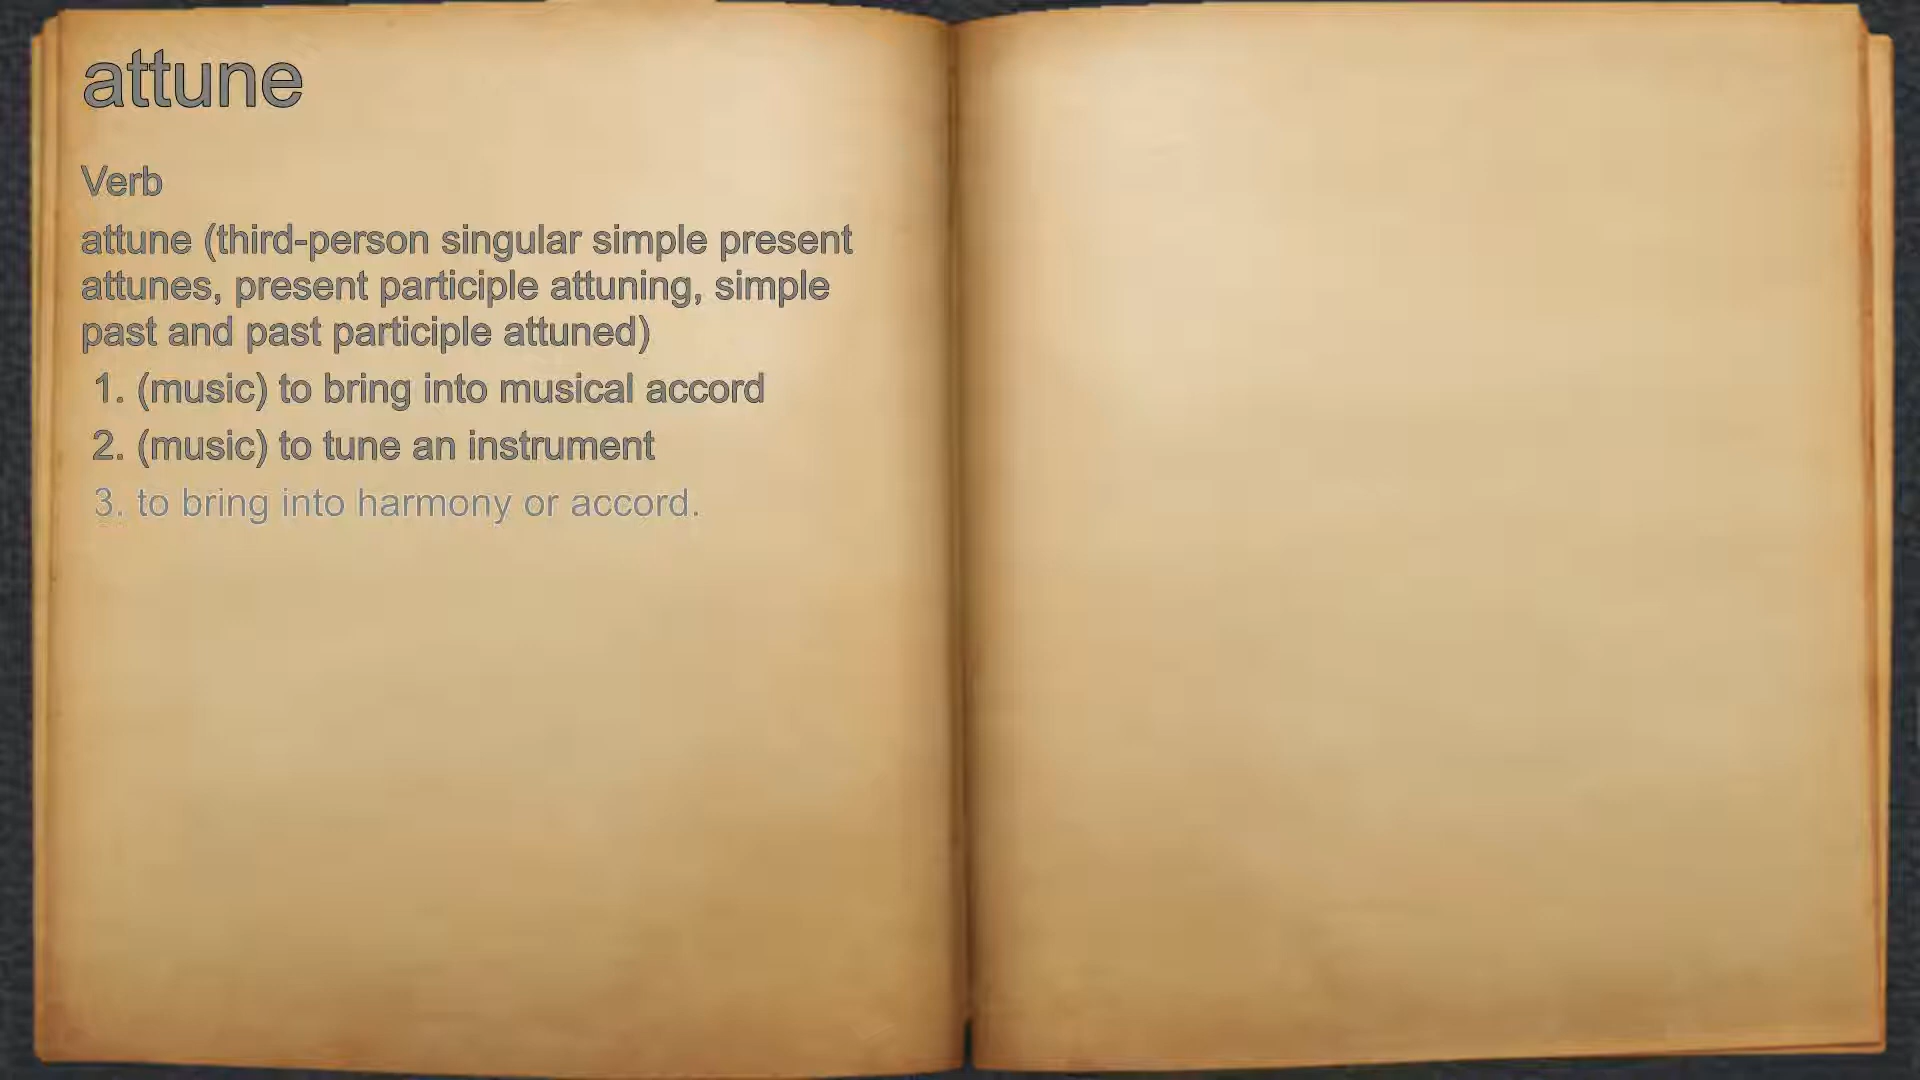 attune
Verb
attune (third-person singular simple present
attunes, present participle attuning, simple
past and past participle attuned)
1. (music) to bring into musical accord
2. (music) to tune an instrument
3. to bring into harmony or accord.